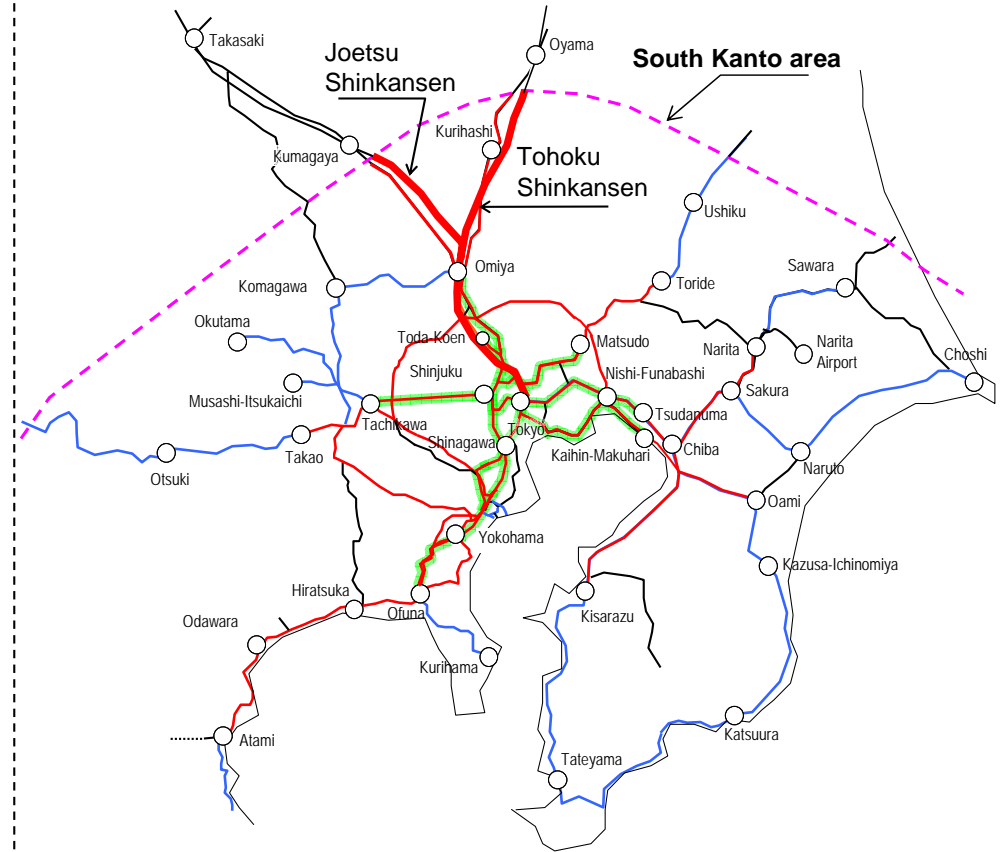 Takasaki
Oyama
Joetsu
Shinkansen
South Kanto area
Kurihashi
Kumagaya
Tohoku
Shinkansen
Ushiku
Omiya
Sawara
Komagawa
Toride
Okutama
Toda-Koen
Matsudo
Narita
Narita
Airport
Choshi
Shinjuku
Nishi-Funabashi
Musashi-Itsukaichi
Sakura
Tachikawa
Tokyo
Tsudanuma
Shinagawa
Takao
Kaihin-Makuhari
Chiba
Otsuki
Naruto
Oami
Yokohama
Kazusa-Ichinomiya
Hiratsuka
Ofuna
Kisarazu
Odawara
Kurihama
Katsuura
Atami
Tateyama